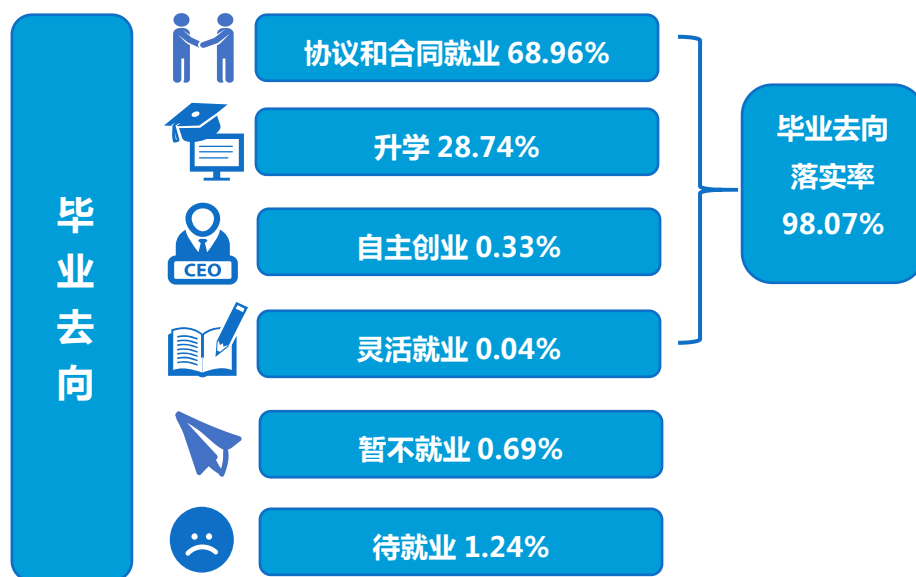 毕业去向
协议和合同就业 68.96%
升学 28.74%
CEO
自主创业 0.33%
灵活就业 0.04%
暂不就业 0.69%
待就业 1.24%
毕业去向
落实率
98.07%